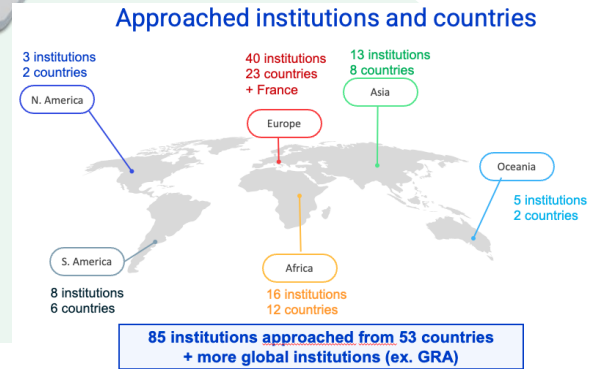 Approached institutions and countries
3 institutions
2 countries
N. America
40 institutions
23 countries
+ France
Europe
13 institutions
8 countries
Asia
Oceania
5 institutions
2 countries
S. America
8 institutions
6 countries
Africa
16 institutions
12 countries
85 institutions approached from 53 countries
+ more global institutions (ex. GRA)